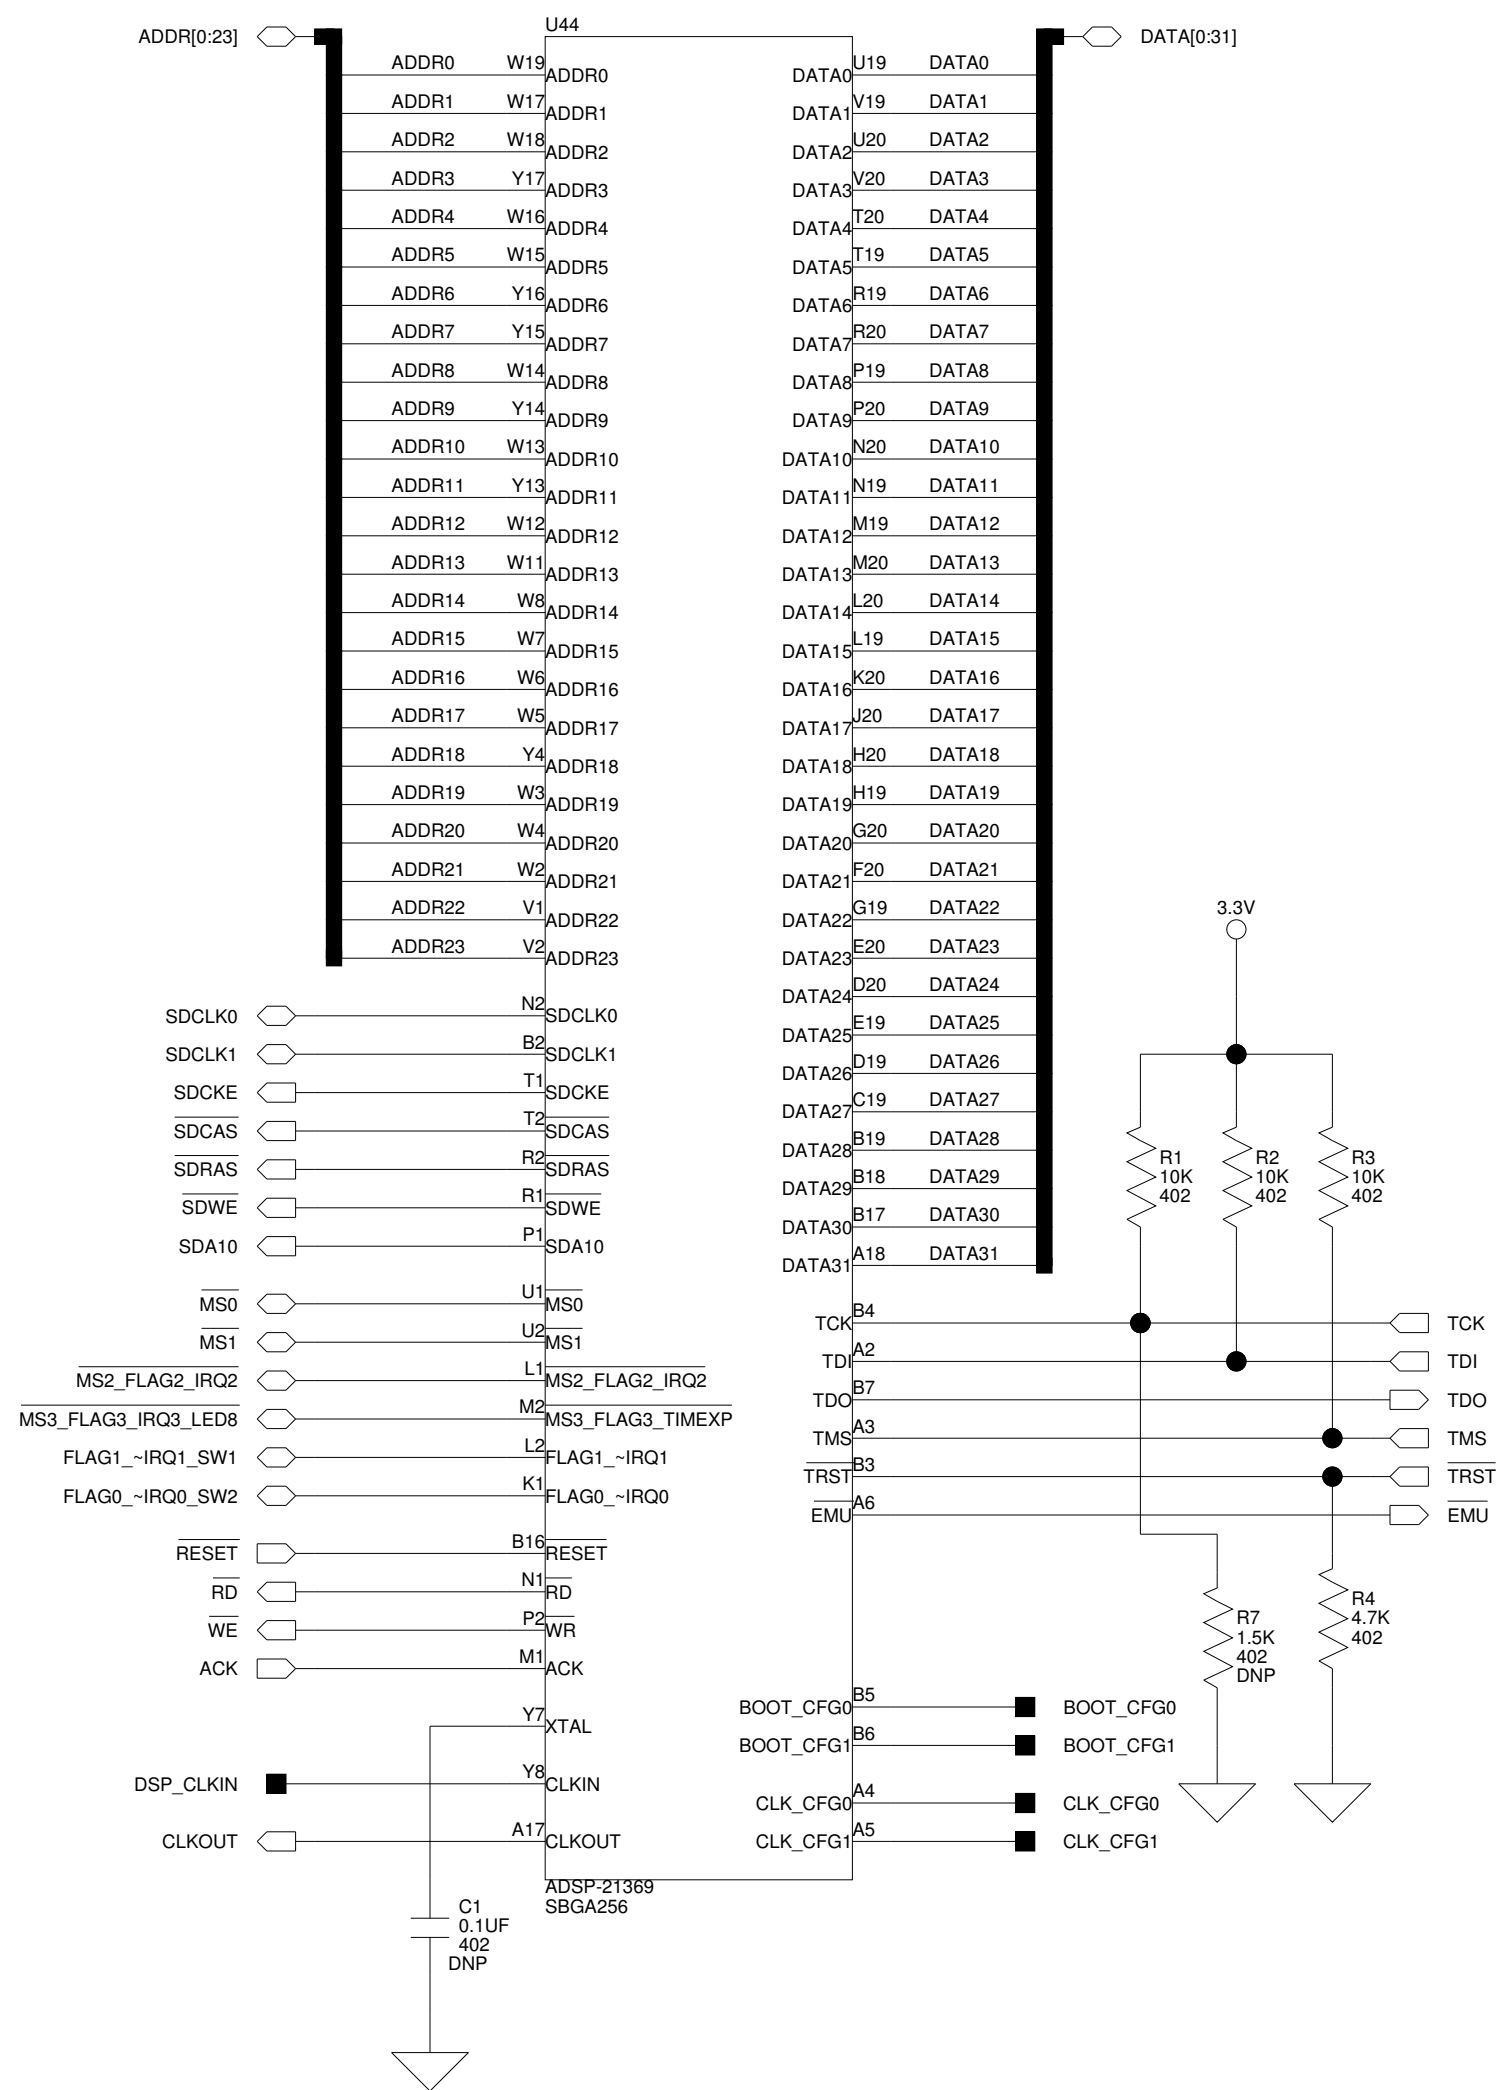 U44
ADDR[0:23] DATA[0:31]
ADDR0 W19 ADDR0 DATA0 U19 DATA0
ADDR1 W17 ADDR1 DATA1 V19 DATA1
ADDR2 W18 ADDR2 DATA2 U20 DATA2
ADDR3 Y17 ADDR3 DATA3 V20 DATA3
ADDR4 W16 ADDR4 DATA4 T20 DATA4
ADDR5 W15 ADDR5 DATA5 T19 DATA5
ADDR6 Y16 ADDR6 DATA6 R19 DATA6
ADDR7 Y15 ADDR7 DATA7 R20 DATA7
ADDR8 W14 ADDR8 DATA8 P19 DATA8
ADDR9 Y14 ADDR9 DATA9 P20 DATA9
ADDR10 W13 ADDR10 DATA10 N20 DATA10
ADDR11 Y13 ADDR11 DATA11 N19 DATA11
ADDR12 W12 ADDR12 DATA12 M19 DATA12
ADDR13 W11 ADDR13 DATA13 M20 DATA13
ADDR14 W8 ADDR14 DATA14 L20 DATA14
ADDR15 W7 ADDR15 DATA15 L19 DATA15
ADDR16 W6 ADDR16 DATA16 K20 DATA16
ADDR17 W5 ADDR17 DATA17 J20 DATA17
ADDR18 Y4 ADDR18 DATA18 H20 DATA18
ADDR19 W3 ADDR19 DATA19 H19 DATA19
ADDR20 W4 ADDR20 DATA20 G20 DATA20
ADDR21 W2 ADDR21 DATA21 F20 DATA21
ADDR22 V1 ADDR22 DATA22 G19 DATA22
ADDR23 V2 ADDR23 DATA23 E20 DATA23
DATA24 D20 DATA24
DATA25 E19 DATA25
DATA26 D19 DATA26
DATA27 C19 DATA27
DATA28 B19 DATA28
DATA29 B18 DATA29
DATA30 B17 DATA30
DATA31 A18 DATA31
SDCLK0 N2 SDCLK0
SDCLK1 B2 SDCLK1
SDCKE T1 SDCKE
SDCAS T2 SDCAS
SDRAS R2 SDRAS
SDWE R1 SDWE
SDA10 P1 SDA10
MS0 U1 MS0
MS1 U2 MS1
MS2_FLAG2_IRQ2 L1 MS2_FLAG2_IRQ2
MS3_FLAG3_IRQ3_LED8 M2 MS3_FLAG3_TIMEXP
FLAG1_~IRQ1_SW1 L2 FLAG1_~IRQ1
FLAG0_~IRQ0_SW2 K1 FLAG0_~IRQ0
RESET B16 RESET
RD N1 RD
WE P2 WR
ACK M1 ACK
Y7 XTAL
DSP_CLKIN Y8 CLKIN
CLKOUT A17 CLKOUT
3.3V
R1
10K
402
R2
10K
402
R3
10K
402
TCK B4 TCK
TDI A2 TDI
TDO B7 TDO
TMS A3 TMS
TRST B3 TRST
EMU A6 EMU
R7
1.5K
402
DNP
R4
4.7K
402
BOOT_CFG0 B5 BOOT_CFG0
BOOT_CFG1 B6 BOOT_CFG1
CLK_CFG0 A4 CLK_CFG0
CLK_CFG1 A5 CLK_CFG1
ADSP-21369
SBGA256
C1
0.1UF
402
DNP